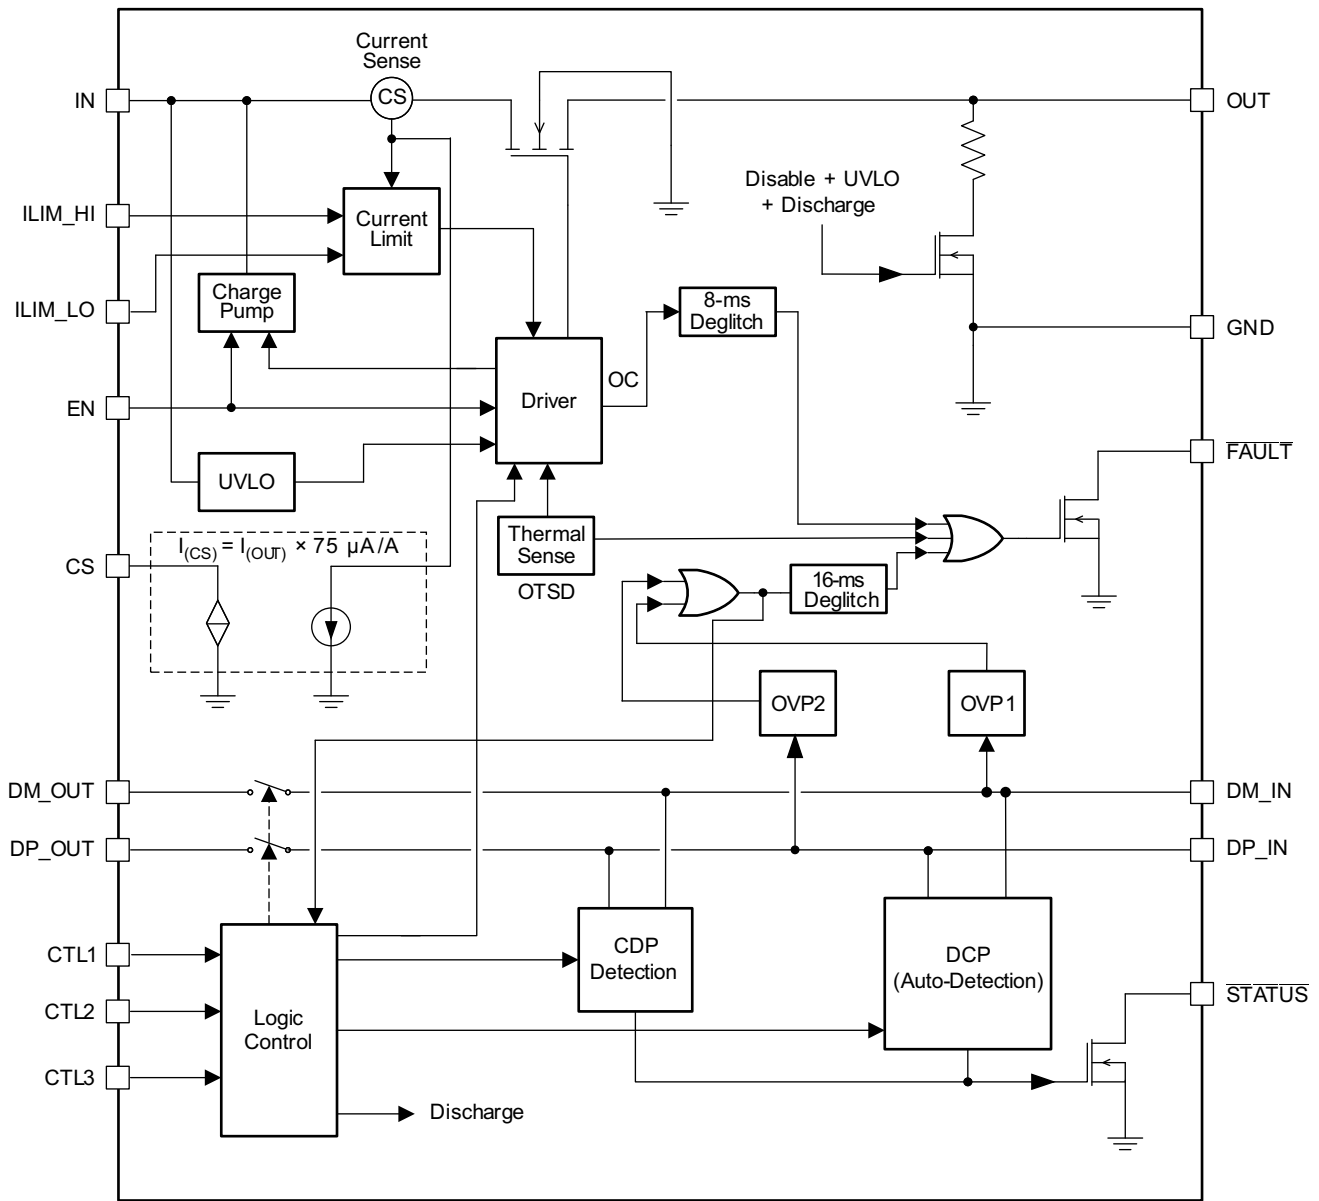 Current
Sense
IN
CS
OUT
Disable + UVLO
+ Discharge
ILIM_HI
Current
Limit
ILIM_LO
Charge
Pump
8-ms
Deglitch
GND
OC
EN
Driver
FAULT
UVLO
I(CS) = I(OUT) × 75 µA/A
Thermal
Sense
CS
OTSD
16-ms
Deglitch
OVP2
OVP1
DM_OUT
DM_IN
DP_OUT
DP_IN
CTL1
CDP
Detection
DCP
(Auto-Detection)
STATUS
CTL2
Logic
Control
CTL3
Discharge